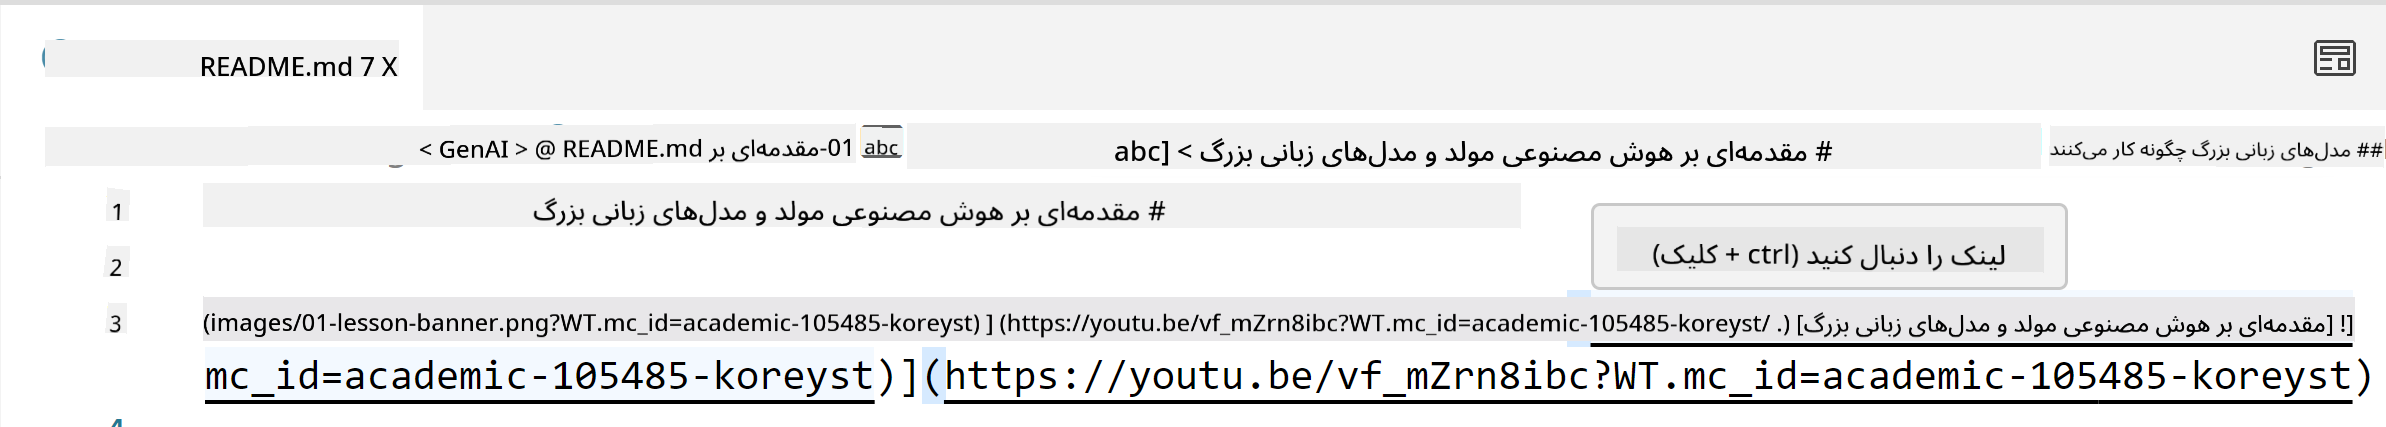 README.md 7 X
01-مقدمه‌ای بر GenAI > @ README.md >
abc
# مقدمه‌ای بر هوش مصنوعی مولد و مدل‌های زبانی بزرگ > [abc
## مدل‌های زبانی بزرگ چگونه کار می‌کنند
1
# مقدمه‌ای بر هوش مصنوعی مولد و مدل‌های زبانی بزرگ
لینک را دنبال کنید (ctrl + کلیک)
2
3
[! [مقدمه‌ای بر هوش مصنوعی مولد و مدل‌های زبانی بزرگ] (. /images/01-lesson-banner.png?WT.mc_id=academic-105485-koreyst) ] (https://youtu.be/vf_mZrn8ibc?WT.mc_id=academic-105485-koreyst)
mc_id=academic-105485-koreyst)](https://youtu.be/vf_mZrn8ibc?WT.mc_id=academic-105485-koreyst)